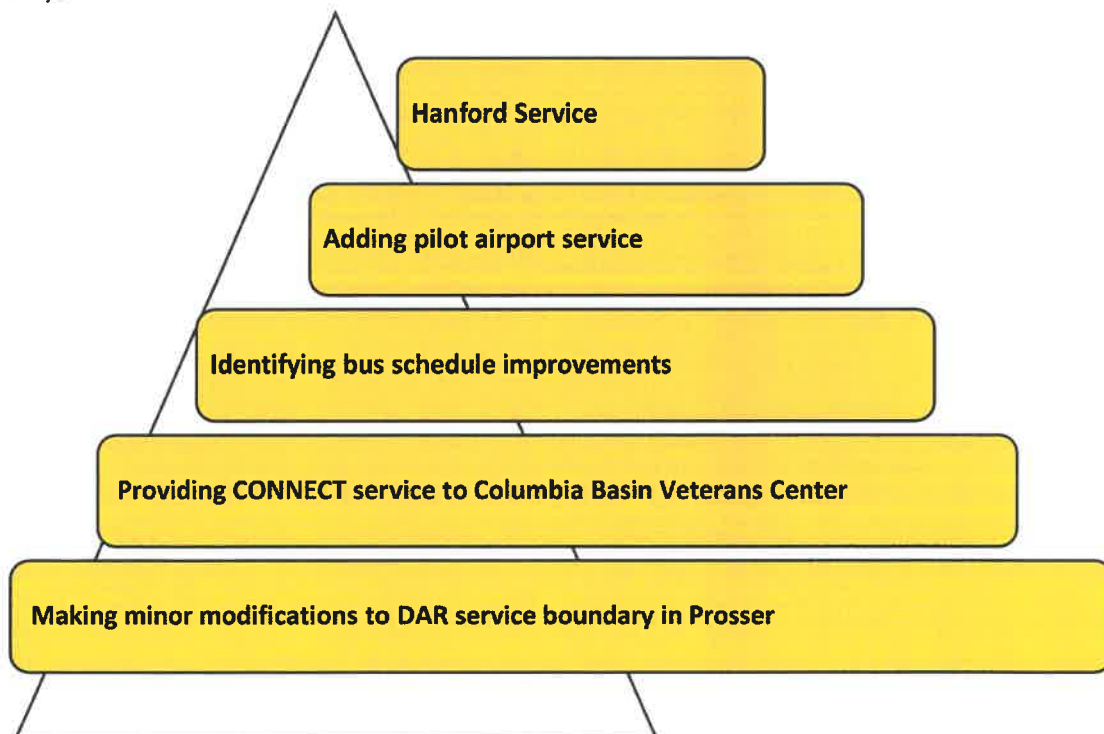 Hanford Service
Adding pilot airport service
Identifying bus schedule improvements
Providing CONNECT service to Columbia Basin Veterans Center
Making minor modifications to DAR service boundary in Prosser